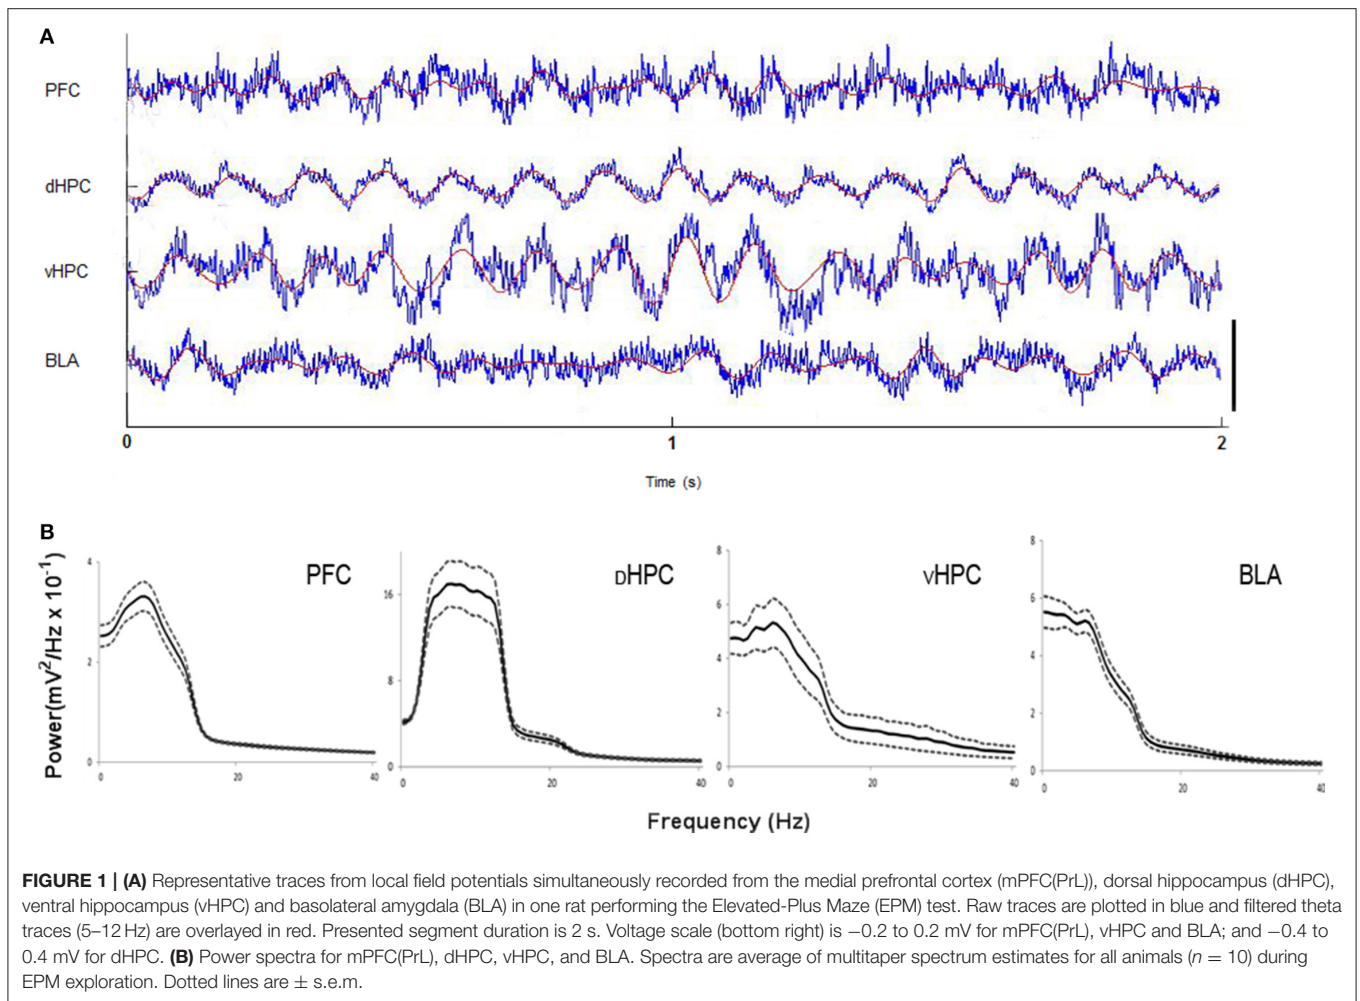 A
PFC
dHPC
vHPC
BLA
0 1 2
Time (s)
B
Power(mV²/Hz x 10⁻¹)
PFC
4
2
0
0 20 40
DHPC
16
8
0
0 20 40
VHPC
8
6
4
2
0
0 20 40
BLA
8
6
4
2
0
0 20 40
Frequency (Hz)
FIGURE 1 | (A) Representative traces from local field potentials simultaneously recorded from the medial prefrontal cortex (mPFC(PrL)), dorsal hippocampus (dHPC),
ventral hippocampus (vHPC) and basolateral amygdala (BLA) in one rat performing the Elevated-Plus Maze (EPM) test. Raw traces are plotted in blue and filtered theta
traces (5–12 Hz) are overlayed in red. Presented segment duration is 2 s. Voltage scale (bottom right) is −0.2 to 0.2 mV for mPFC(PrL), vHPC and BLA; and −0.4 to
0.4 mV for dHPC. (B) Power spectra for mPFC(PrL), dHPC, vHPC, and BLA. Spectra are average of multitaper spectrum estimates for all animals (n = 10) during
EPM exploration. Dotted lines are ± s.e.m.